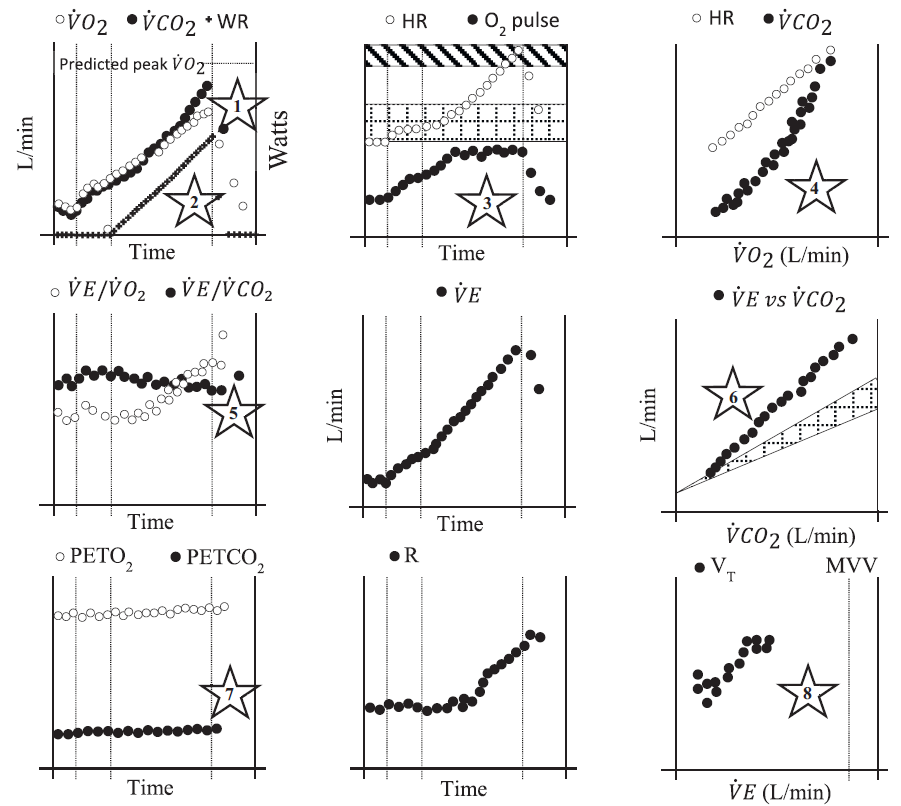 V̇O2 V̇CO2 WR
Predicted peak V̇O2
L/min
1
2
Watts
Time
HR O2 pulse
3
Time
HR V̇CO2
4
V̇O2 (L/min)
V̇E/V̇O2 V̇E/V̇CO2
5
Time
V̇E
L/min
Time
V̇E vs V̇CO2
L/min
6
V̇CO2 (L/min)
PETO2 PETCO2
7
Time
R
Time
VT MVV
8
V̇E (L/min)